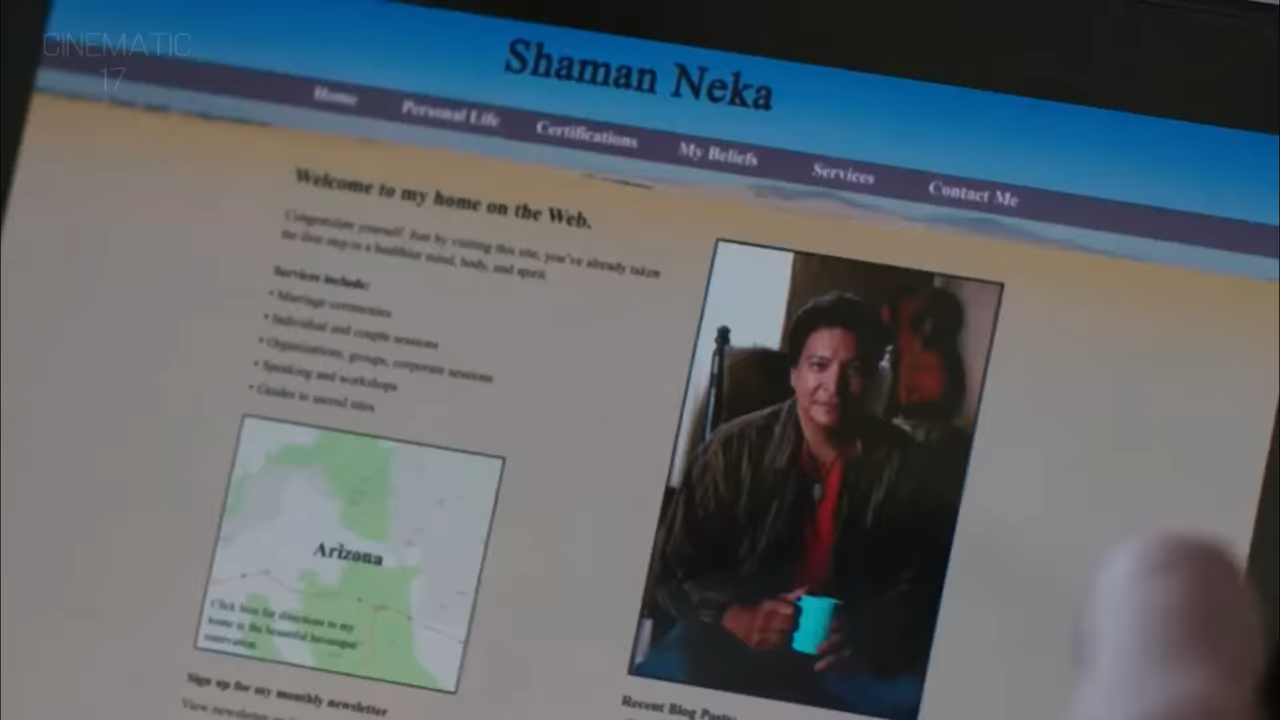 CINEMATIC
17
Shaman Neka
Home Personal Life Certifications My Beliefs Services Contact Me
Welcome to my home on the Web.
Congratulate yourself. Just by visiting this site, you've already taken
the first step to a healthier mind, body, and spirit.
Services include:
• Marriage ceremonies
• Individual and couple sessions
• Organizations, groups, corporate sessions
• Speaking and workshops
• Guides to sacred sites
Arizona
Click here for directions to my
home in the beautiful
reservation.
Sign up for my monthly newsletter
View newsletter
Recent Blog Posts: